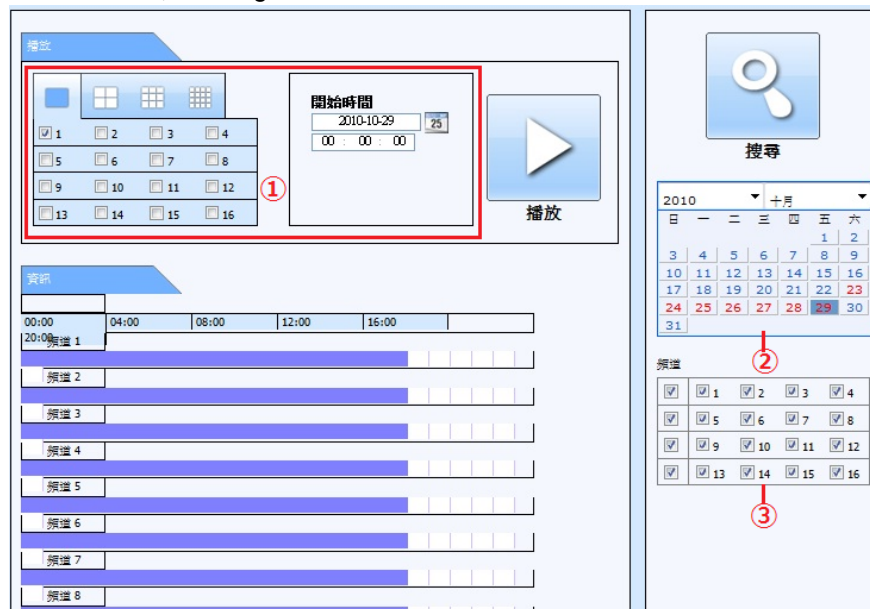 播放
1 2 3 4
5 6 7 8
9 10 11 12
13 14 15 16
①
開始時間
2010-10-29
25
00 : 00 : 00
播放
資訊
00:00 04:00 08:00 12:00 16:00
20:00
頻道 1
頻道 2
頻道 3
頻道 4
頻道 5
頻道 6
頻道 7
頻道 8
搜尋
2010 十月
日 一 二 三 四 五 六
1 2
3 4 5 6 7 8 9
10 11 12 13 14 15 16
17 18 19 20 21 22 23
24 25 26 27 28 29 30
31
②
頻道
1 2 3 4
5 6 7 8
9 10 11 12
13 14 15 16
③